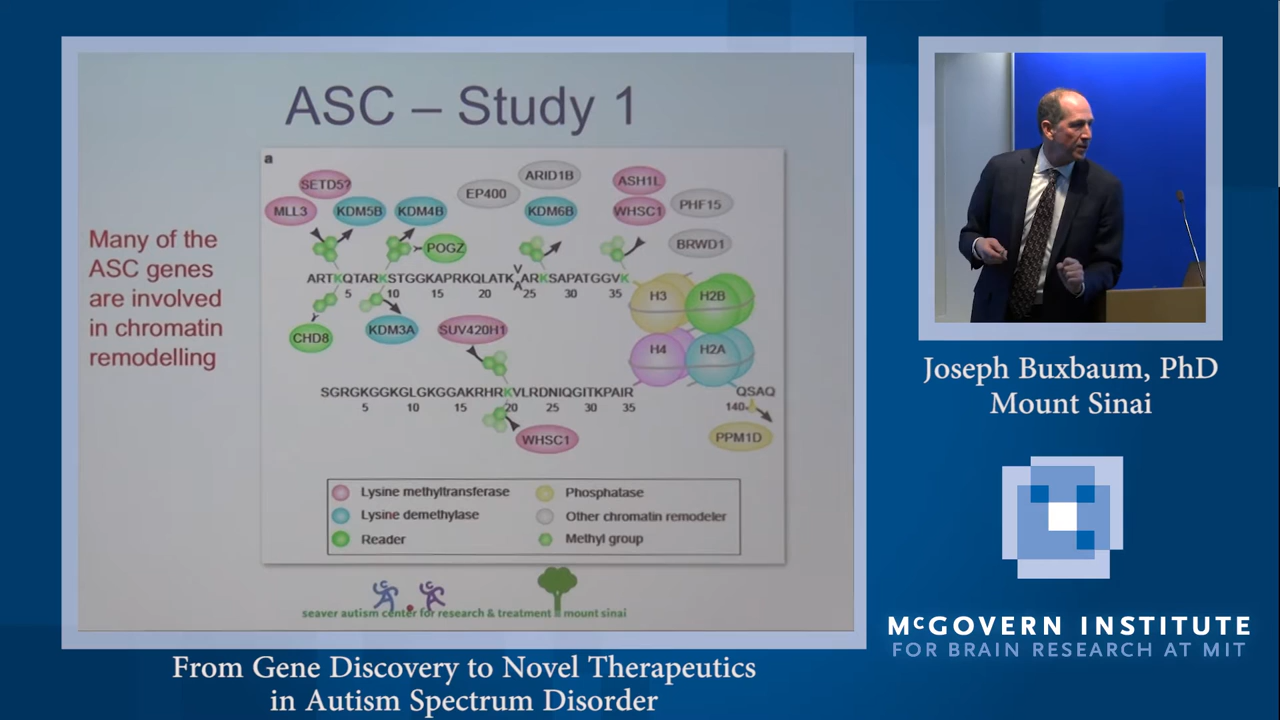 ASC – Study 1
Many of the
ASC genes
are involved
in chromatin
remodelling
a
SETD5?
MLL3
KDM5B
KDM4B
POGZ
EP400
ARID1B
KDM6B
ASH1L
WHSC1
PHF15
BRWD1
ARTKQTARKSTGGKAPRKQLATKAARKSAPATGGVK
5 10 15 20 25 30 35
V
CHD8
KDM3A
SUV420H1
H3 H2B
H4 H2A
SGRGKGGKGLGKGGAKRHRKVLRDNIQGITKPAIR
5 10 15 20 25 30 35
QSAQ
140
WHSC1
PPM1D
Lysine methyltransferase
Lysine demethylase
Reader
Phosphatase
Other chromatin remodeler
Methyl group
seaver autism center for research & treatment mount sinai
From Gene Discovery to Novel Therapeutics
in Autism Spectrum Disorder
Joseph Buxbaum, PhD
Mount Sinai
McGOVERN INSTITUTE
FOR BRAIN RESEARCH AT MIT